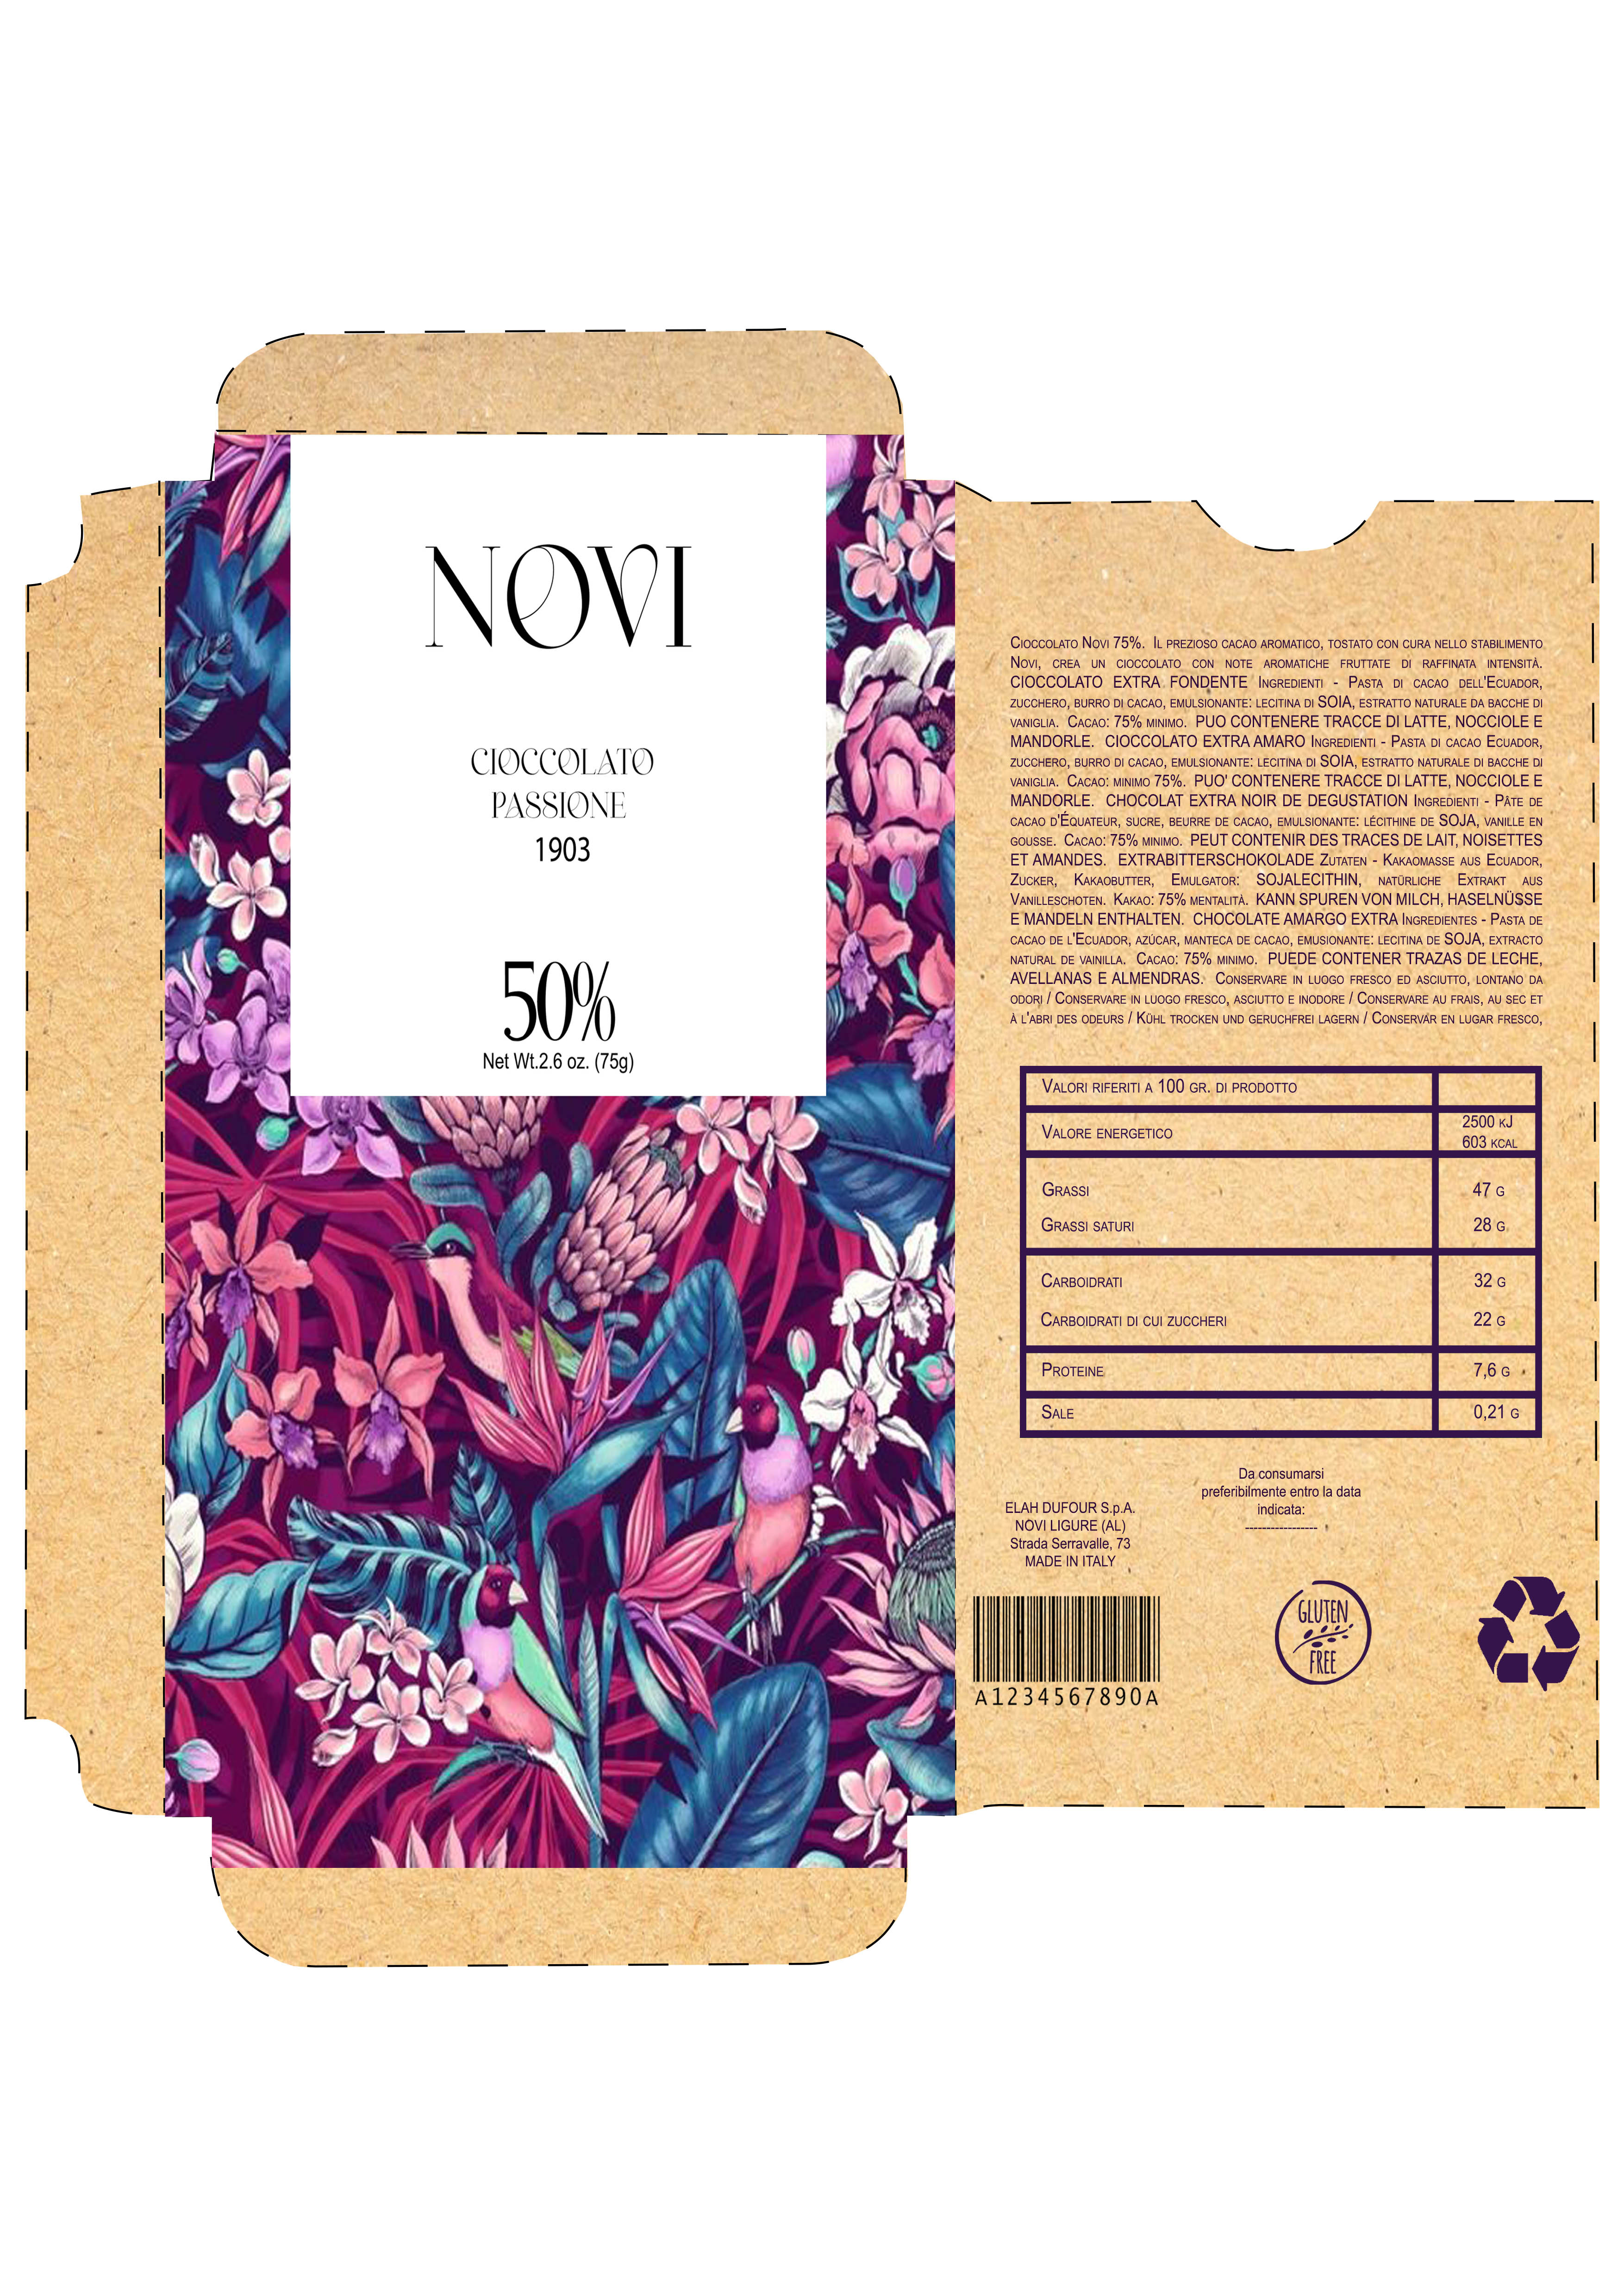 NOVI
CIOCCOLATO
PASSIONE
1903
50%
Net Wt.2.6 oz. (75g)
Cioccolato Novi 75%. Il prezioso cacao aromatico, tostato con cura nello stabilimento
Novi, crea un cioccolato con note aromatiche fruttate di raffinata intensità.
CIOCCOLATO EXTRA FONDENTE Ingredienti - Pasta di cacao dell'Ecuador,
zucchero, burro di cacao, emulsionante: lecitina di SOIA, estratto naturale da bacche di
vaniglia. Cacao: 75% minimo. PUO CONTENERE TRACCE DI LATTE, NOCCIOLE E
MANDORLE. CIOCCOLATO EXTRA AMARO Ingredienti - Pasta di cacao Ecuador,
zucchero, burro di cacao, emulsionante: lecitina di SOIA, estratto naturale di bacche di
vaniglia. Cacao: minimo 75%. PUO' CONTENERE TRACCE DI LATTE, NOCCIOLE E
MANDORLE. CHOCOLAT EXTRA NOIR DE DEGUSTATION Ingredienti - Pâte de
cacao d'Équateur, sucre, beurre de cacao, emulsionante: lécithine de SOJA, vanille en
gousse. Cacao: 75% minimo. PEUT CONTENIR DES TRACES DE LAIT, NOISETTES
ET AMANDES. EXTRABITTERSCHOKOLADE Zutaten - Kakaomasse aus Ecuador,
Zucker, Kakaobutter, Emulgator: SOJALECITHIN, natürliche Extrakt aus
Vanilleschoten. Kakao: 75% mentalità. KANN SPUREN VON MILCH, HASELNÜSSE
E MANDELN ENTHALTEN. CHOCOLATE AMARGO EXTRA Ingredientes - Pasta de
cacao de l'Ecuador, azúcar, manteca de cacao, emusionante: lecitina de SOJA, extracto
natural de vainilla. Cacao: 75% minimo. PUEDE CONTENER TRAZAS DE LECHE,
AVELLANAS E ALMENDRAS. Conservare in luogo fresco ed asciutto, lontano da
odori / Conservare in luogo fresco, asciutto e inodore / Conservare au frais, au sec et
à l'abri des odeurs / Kühl trocken und geruchfrei lagern / Conservar en lugar fresco,
Valori riferiti a 100 gr. di prodotto
Valore energetico 2500 kJ
603 kcal
Grassi 47 g
Grassi saturi 28 g
Carboidrati 32 g
Carboidrati di cui zuccheri 22 g
Proteine 7,6 g
Sale 0,21 g
Da consumarsi
preferibilmente entro la data
indicata:
-----------------
ELAH DUFOUR S.p.A.
NOVI LIGURE (AL)
Strada Serravalle, 73
MADE IN ITALY
A1234567890A
GLUTEN
FREE